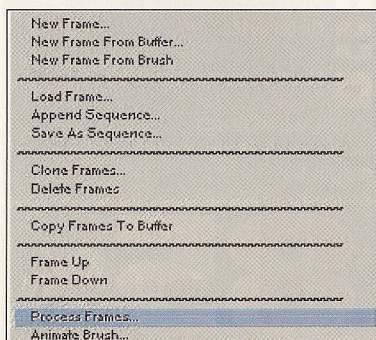 New Frame...
New Frame From Buffer...
New Frame From Brush
Load Frame...
Append Sequence...
Save As Sequence...
Clone Frames...
Delete Frames
Copy Frames To Buffer
Frame Up
Frame Down
Process Frames...
Animate Brush...